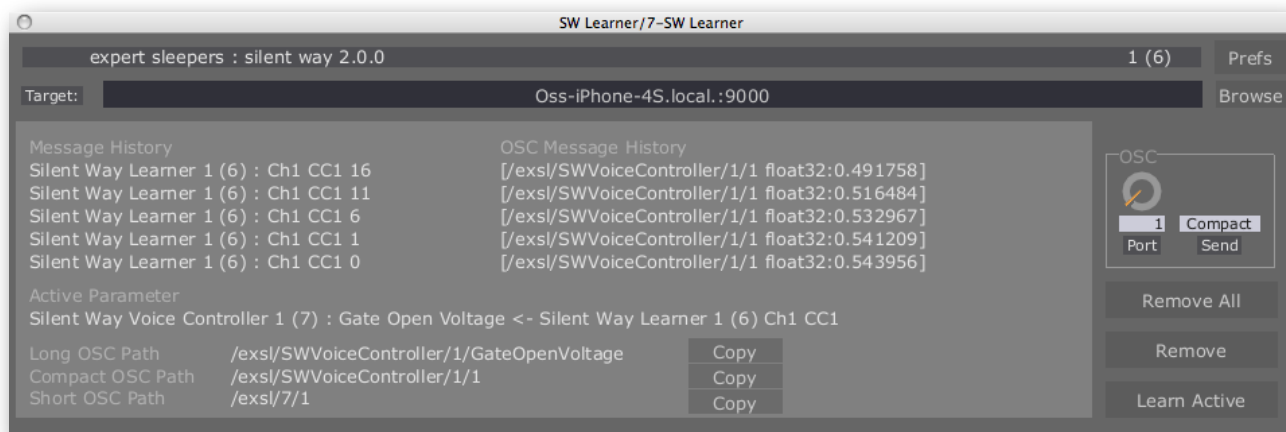 SW Learner/7-SW Learner
expert sleepers : silent way 2.0.0 1 (6) Prefs
Target: Oss-iPhone-4S.local.:9000 Browse
Message History OSC Message History
Silent Way Learner 1 (6) : Ch1 CC1 16 [/exsl/SWVoiceController/1/1 float32:0.491758]
Silent Way Learner 1 (6) : Ch1 CC1 11 [/exsl/SWVoiceController/1/1 float32:0.516484]
Silent Way Learner 1 (6) : Ch1 CC1 6 [/exsl/SWVoiceController/1/1 float32:0.532967]
Silent Way Learner 1 (6) : Ch1 CC1 1 [/exsl/SWVoiceController/1/1 float32:0.541209]
Silent Way Learner 1 (6) : Ch1 CC1 0 [/exsl/SWVoiceController/1/1 float32:0.543956]
Active Parameter
Silent Way Voice Controller 1 (7) : Gate Open Voltage <- Silent Way Learner 1 (6) Ch1 CC1
Long OSC Path /exsl/SWVoiceController/1/GateOpenVoltage Copy
Compact OSC Path /exsl/SWVoiceController/1/1 Copy
Short OSC Path /exsl/7/1 Copy
OSC
1 Compact
Port Send
Remove All
Remove
Learn Active